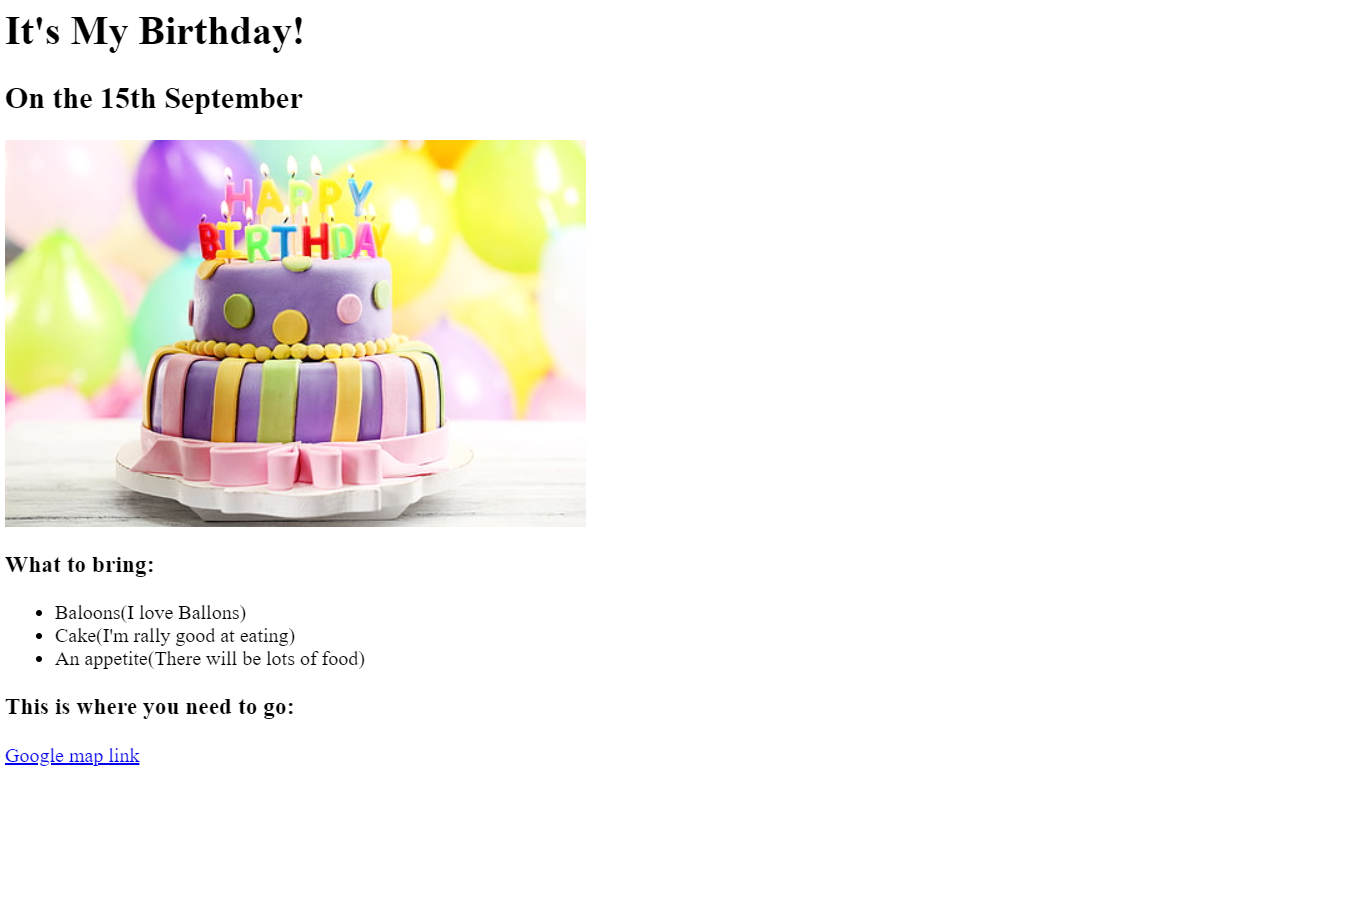 It's My Birthday!
On the 15th September
HAPPY
BIRTHDAY
What to bring:
Baloons(I love Ballons)
Cake(I'm rally good at eating)
An appetite(There will be lots of food)
This is where you need to go:
Google map link